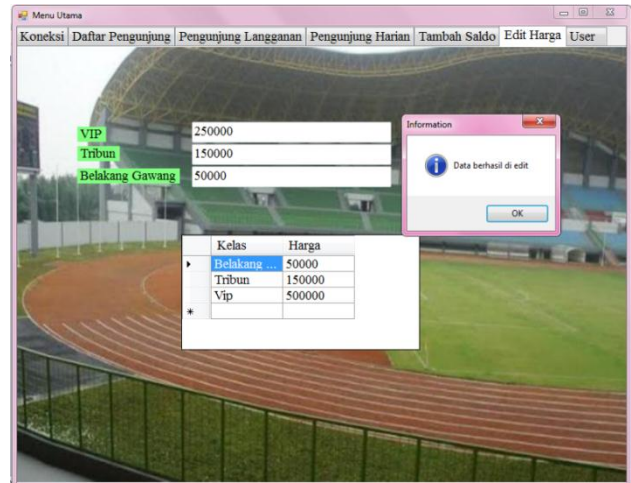 Menu Utama
Koneksi Daftar Pengunjung Pengunjung Langganan Pengunjung Harian Tambah Saldo Edit Harga User
VIP 250000
Tribun 150000
Belakang Gawang 50000
Information
Data berhasil di edit
OK
Kelas Harga
Belakang ... 50000
Tribun 150000
Vip 500000